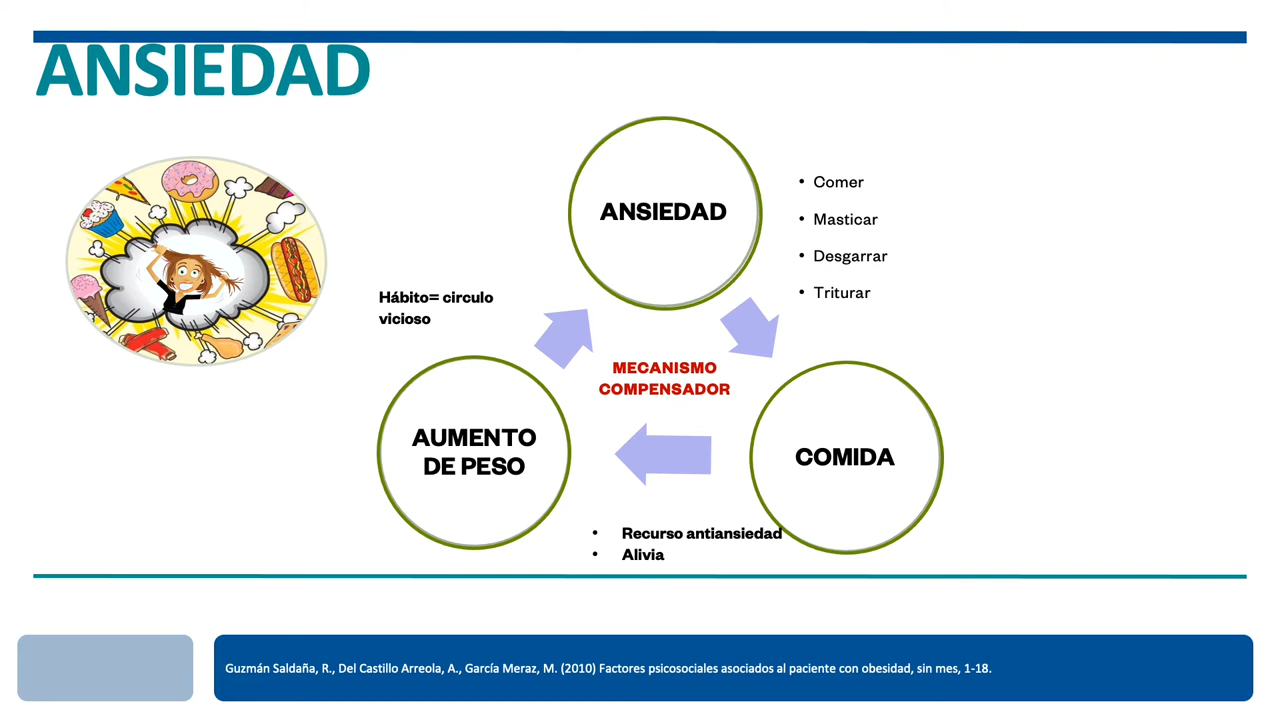 ANSIEDAD
ANSIEDAD
• Comer
• Masticar
• Desgarrar
• Triturar
Hábito= circulo
vicioso
MECANISMO
COMPENSADOR
AUMENTO
DE PESO
COMIDA
• Recurso antiansiedad
• Alivia
Guzmán Saldaña, R., Del Castillo Arreola, A., García Meraz, M. (2010) Factores psicosociales asociados al paciente con obesidad, sin mes, 1-18.